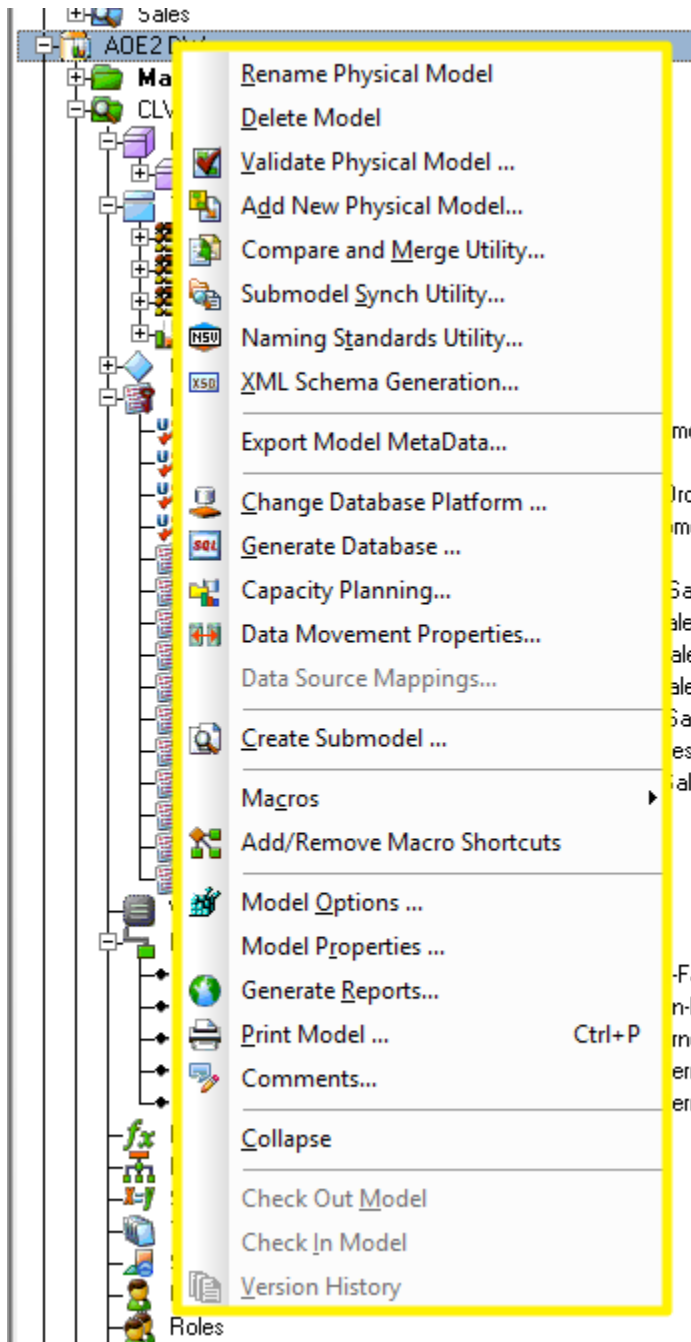 Sales
AOE2
Rename Physical Model
Delete Model
Validate Physical Model ...
Add New Physical Model...
Compare and Merge Utility...
Submodel Synch Utility...
NSU Naming Standards Utility...
XSD XML Schema Generation...
Export Model MetaData...
Change Database Platform ...
SQL Generate Database ...
Capacity Planning...
Data Movement Properties...
Data Source Mappings...
Create Submodel ...
Macros
Add/Remove Macro Shortcuts
Model Options ...
Model Properties ...
Generate Reports...
Print Model ... Ctrl+P
Comments...
Collapse
Check Out Model
Check In Model
Version History
Roles